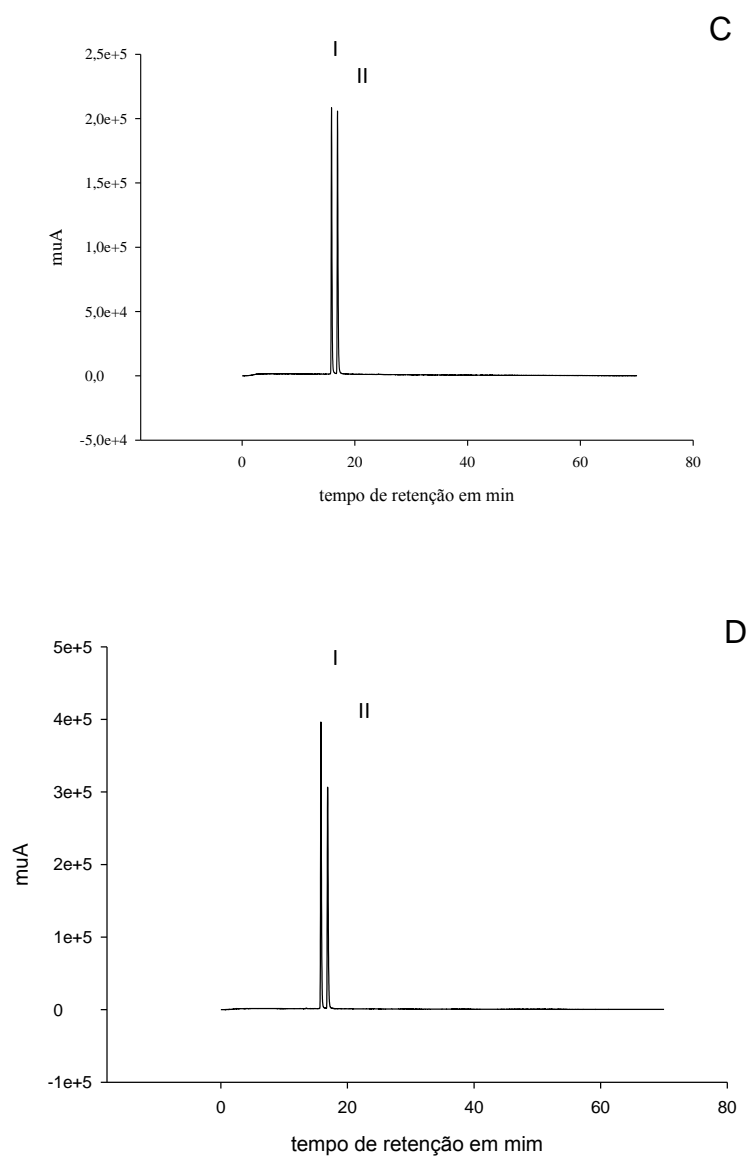 C
I
II
2,5e+5
2,0e+5
1,5e+5
1,0e+5
5,0e+4
0,0
-5,0e+4
muA
0 20 40 60 80
tempo de retenção em min
D
I
II
5e+5
4e+5
3e+5
2e+5
1e+5
0
-1e+5
muA
0 20 40 60 80
tempo de retenção em mim